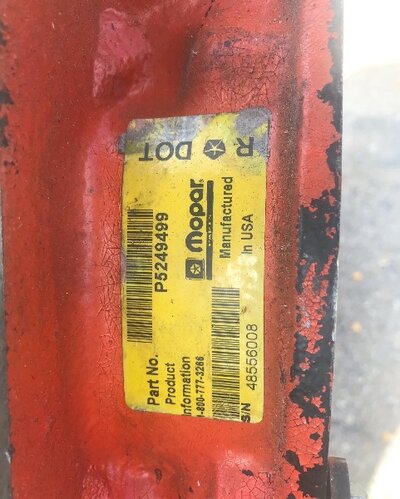 Part No.
P5249499
Product
Information
1-800-777-3266
Mopar
Manufactured
In USA
S/N
48556008
R DOT